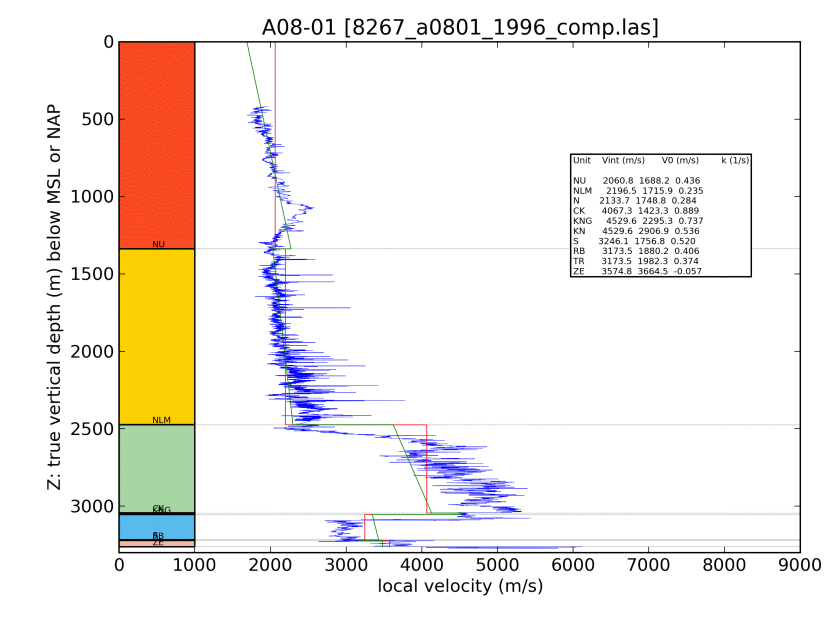 A08-01 [8267_a0801_1996_comp.las]
Z: true vertical depth (m) below MSL or NAP
0
500
1000
1500
2000
2500
3000
NU
NLM
CK
KNG
RB
ZE
Unit Vint (m/s) V0 (m/s) k (1/s)
NU 2060.8 1688.2 0.436
NLM 2196.5 1715.9 0.235
N 2133.7 1748.8 0.284
CK 4067.3 1423.3 0.889
KNG 4529.6 2295.3 0.737
KN 4529.6 2906.9 0.536
S 3246.1 1756.8 0.520
RB 3173.5 1880.2 0.406
TR 3173.5 1982.3 0.374
ZE 3574.8 3664.5 -0.057
0 1000 2000 3000 4000 5000 6000 7000 8000 9000
local velocity (m/s)